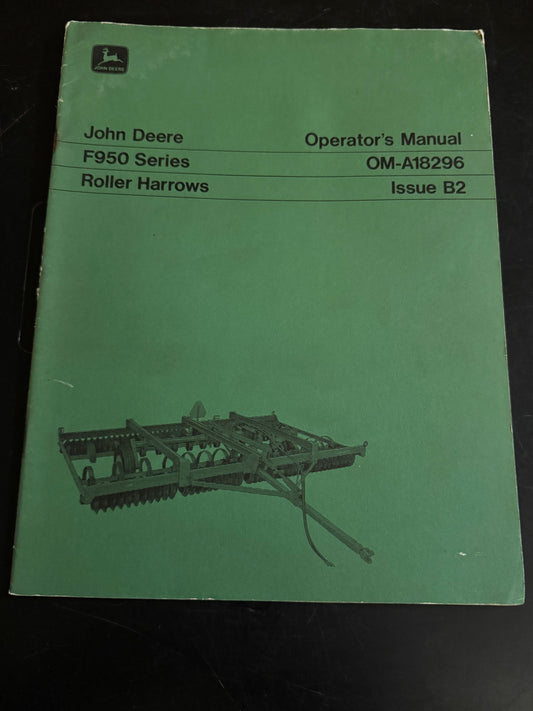 JOHN DEERE
John Deere Operator's Manual
F950 Series OM-A18296
Roller Harrows Issue B2